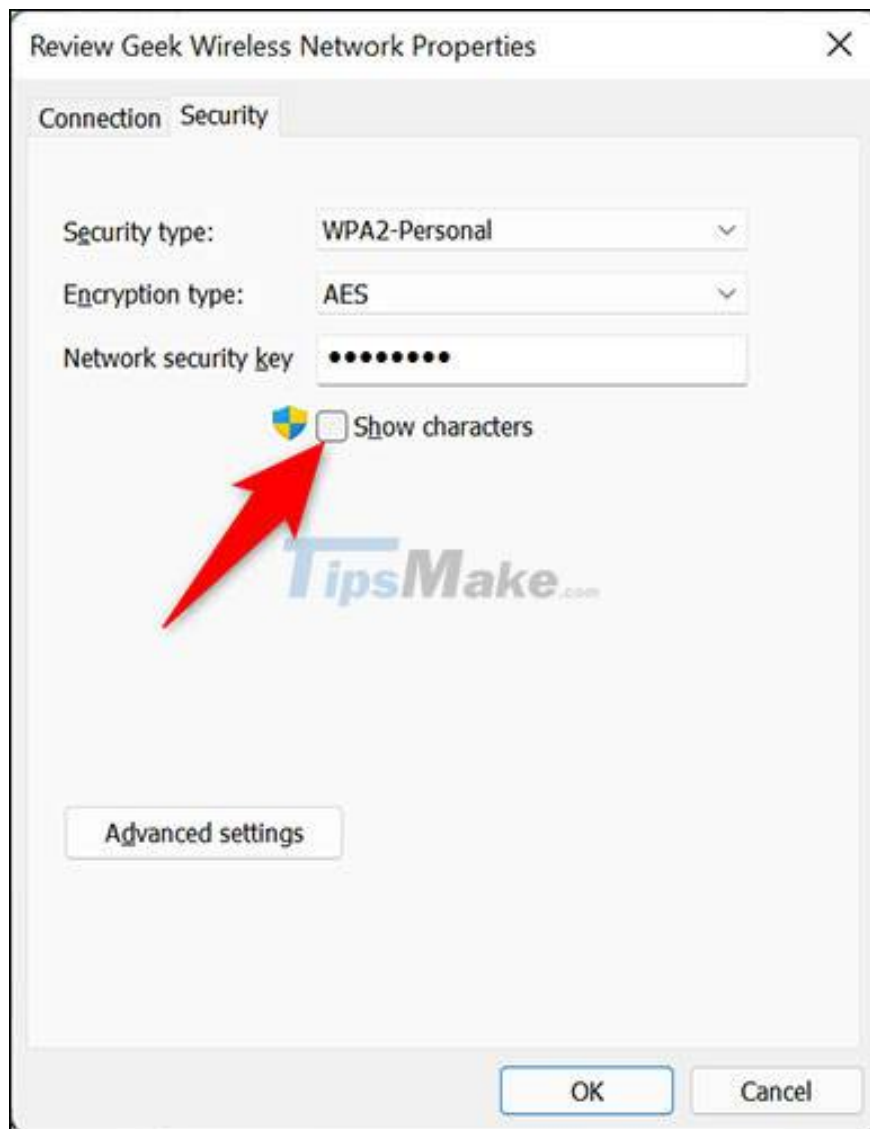 Review Geek Wireless Network Properties
Connection Security
Security type: WPA2-Personal
Encryption type: AES
Network security key ••••••••
Show characters
TipsMake.com
Advanced settings
OK Cancel